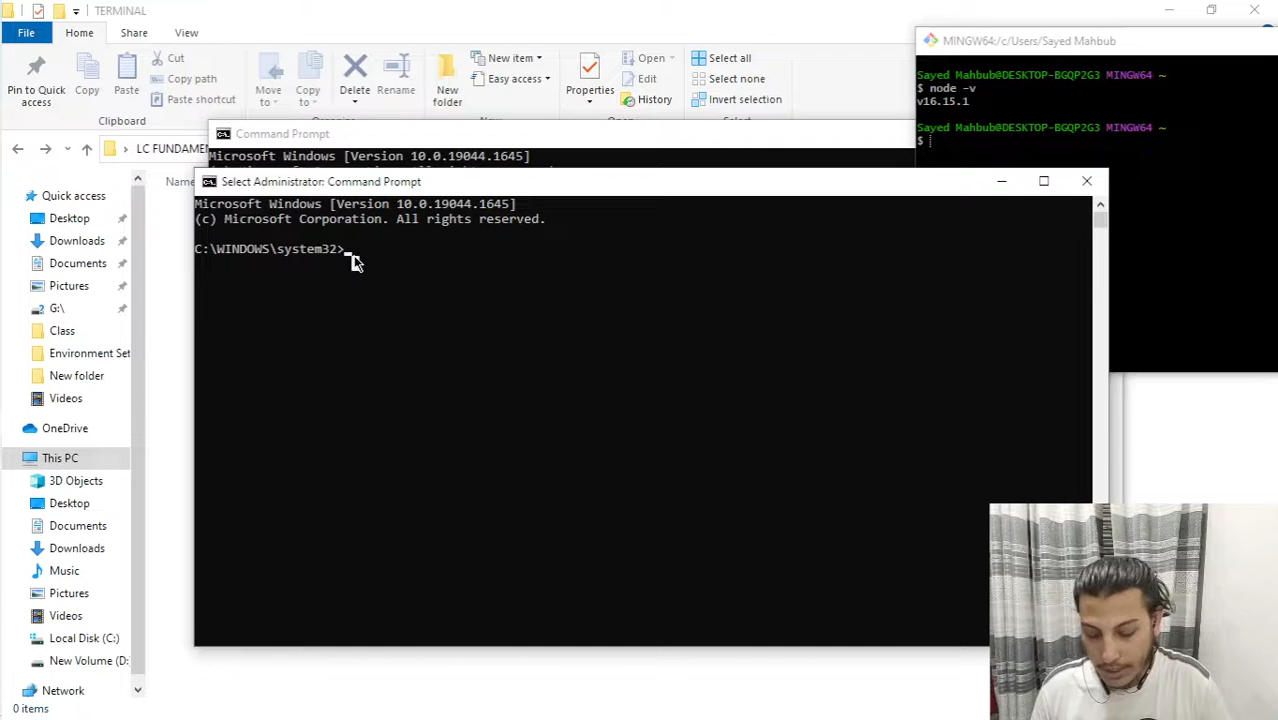 TERMINAL
File Home Share View
Pin to Quick access
Copy
Paste
Cut
Copy path
Paste shortcut
Clipboard
Move to
Copy to
Delete
Rename
New folder
New item
Easy access
Properties
Open
Edit
History
Select all
Select none
Invert selection
LC FUNDAMEN
Name
Quick access
Desktop
Downloads
Documents
Pictures
G:\
Class
Environment Set
New folder
Videos
OneDrive
This PC
3D Objects
Desktop
Documents
Downloads
Music
Pictures
Videos
Local Disk (C:)
New Volume (D:
Network
0 items
Command Prompt
Microsoft Windows [Version 10.0.19044.1645]
Select Administrator: Command Prompt
Microsoft Windows [Version 10.0.19044.1645]
(c) Microsoft Corporation. All rights reserved.
C:\WINDOWS\system32>
MINGW64:/c/Users/Sayed Mahbub
Sayed Mahbub@DESKTOP-BGQP2G3 MINGW64 ~
$ node -v
v16.15.1
Sayed Mahbub@DESKTOP-BGQP2G3 MINGW64 ~
$